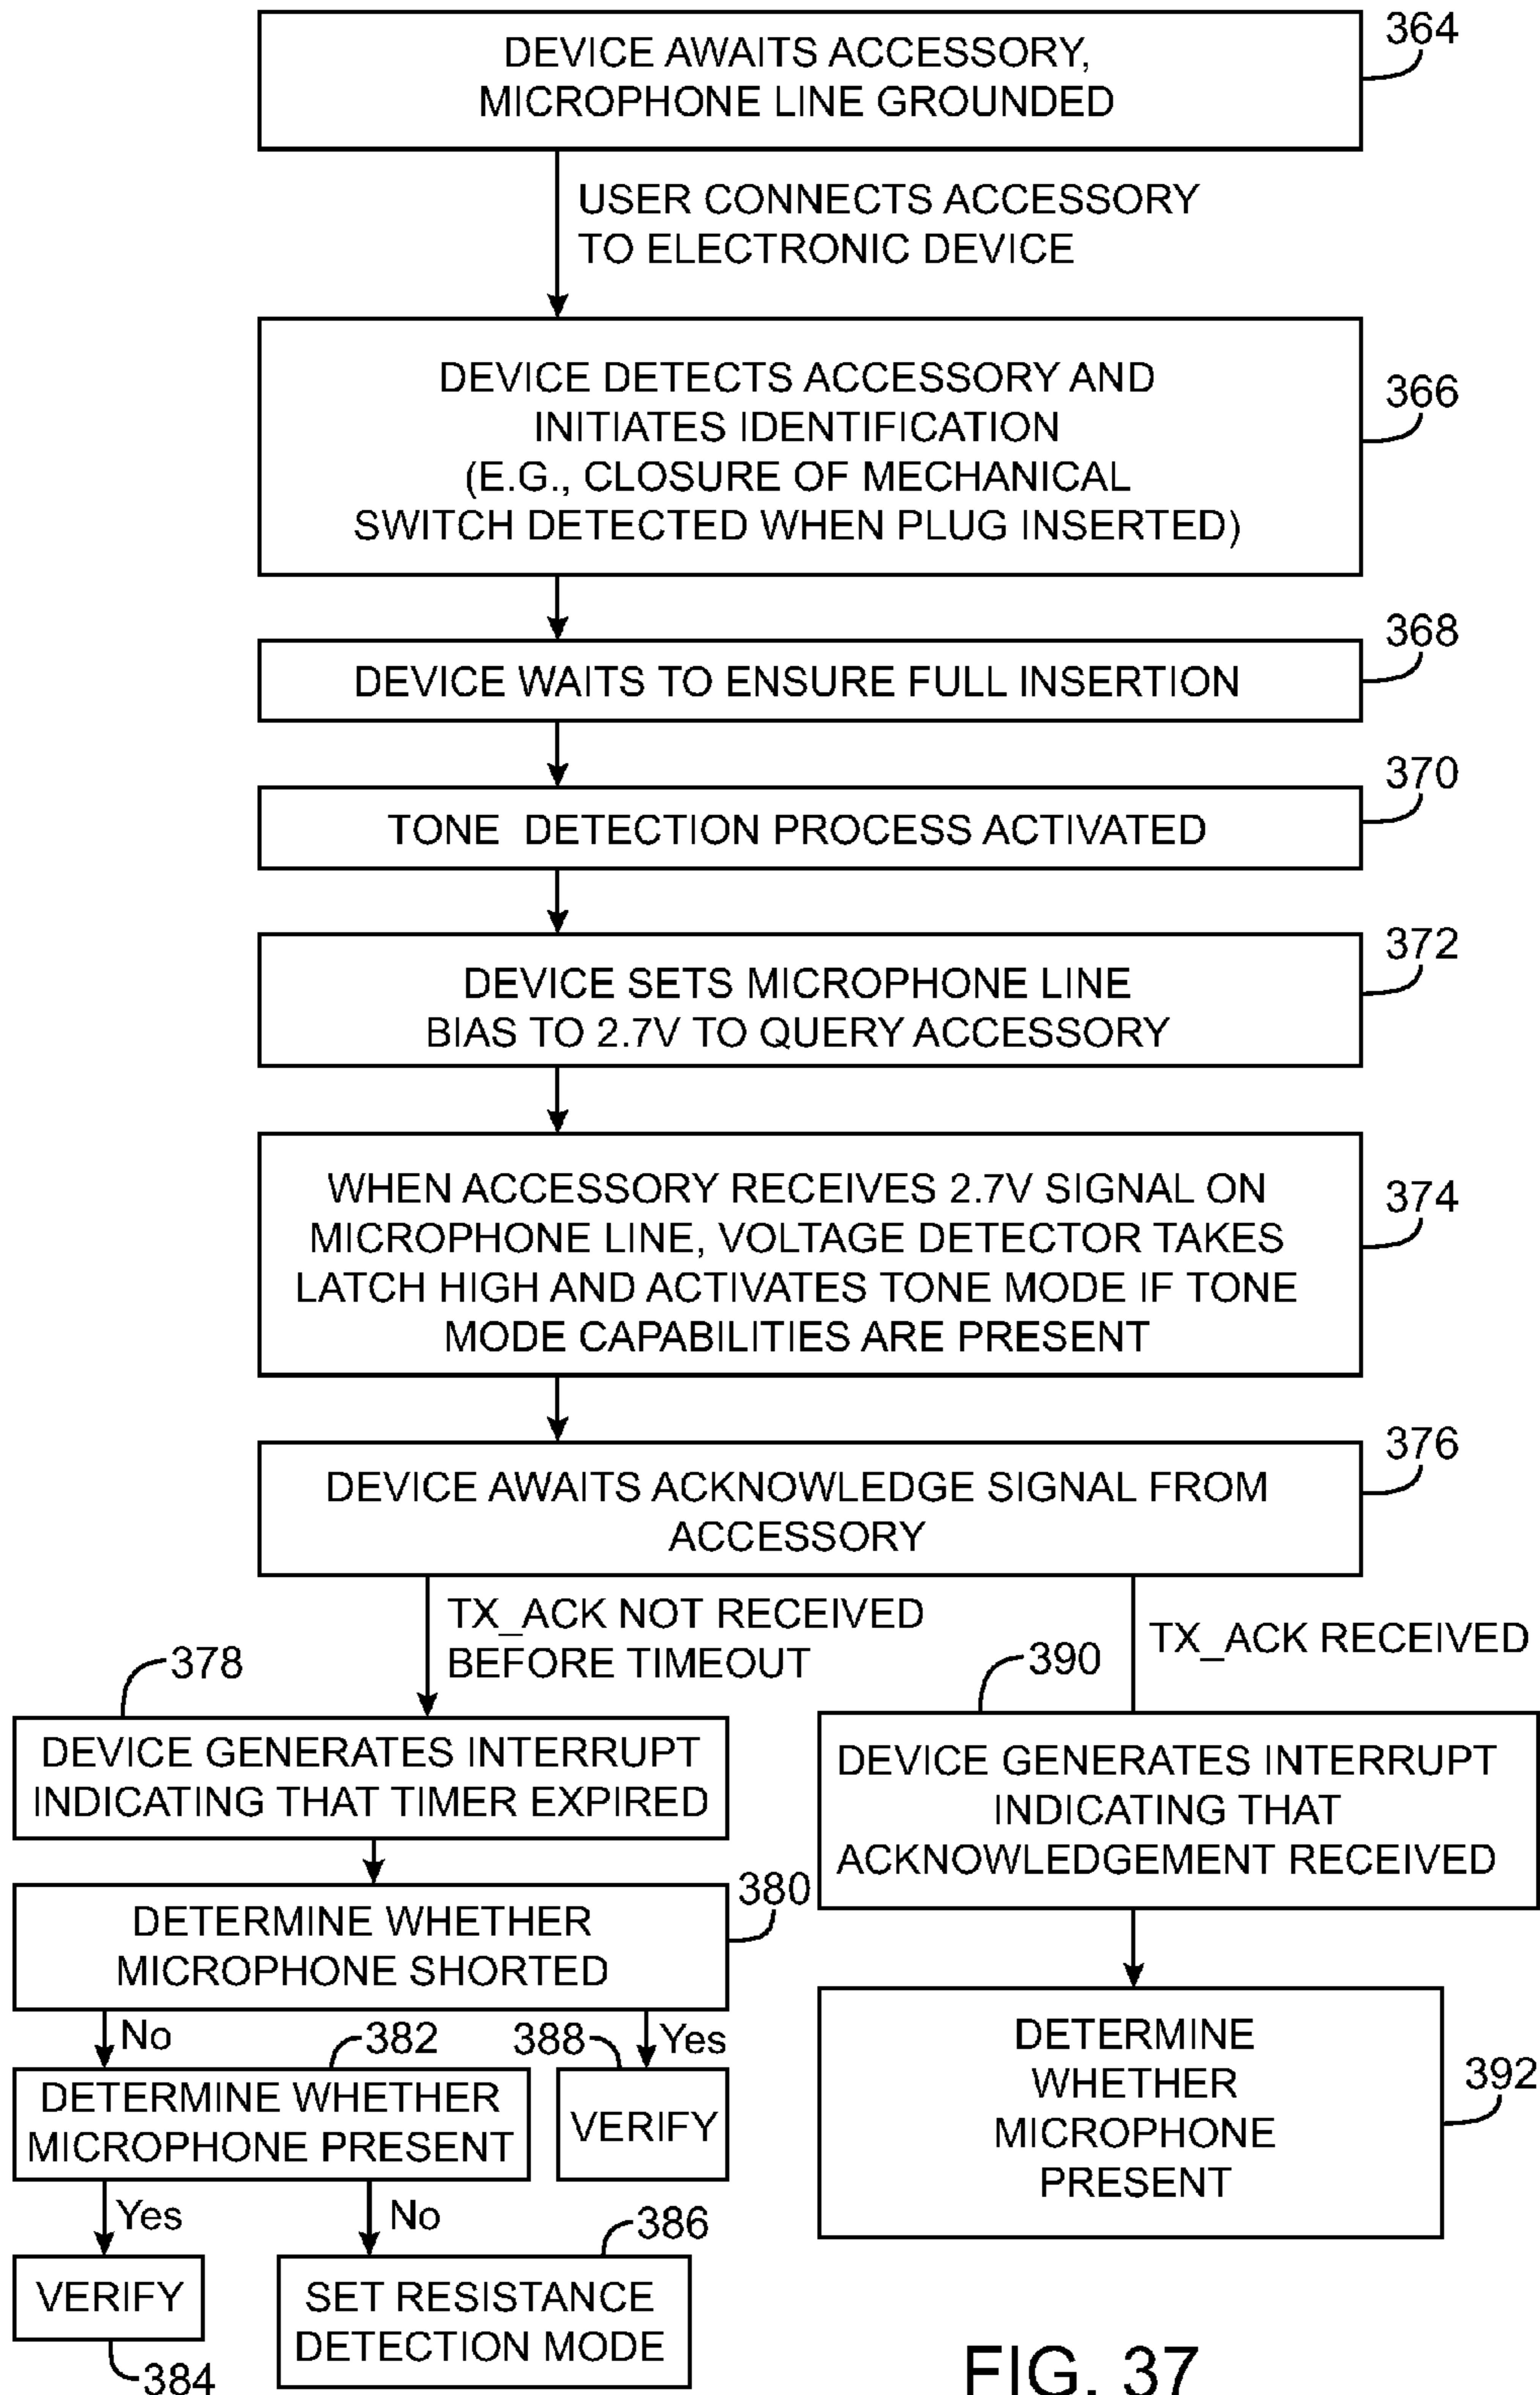 364
DEVICE AWAITS ACCESSORY,
MICROPHONE LINE GROUNDED
USER CONNECTS ACCESSORY
TO ELECTRONIC DEVICE
366
DEVICE DETECTS ACCESSORY AND
INITIATES IDENTIFICATION
(E.G., CLOSURE OF MECHANICAL
SWITCH DETECTED WHEN PLUG INSERTED)
368
DEVICE WAITS TO ENSURE FULL INSERTION
370
TONE DETECTION PROCESS ACTIVATED
372
DEVICE SETS MICROPHONE LINE
BIAS TO 2.7V TO QUERY ACCESSORY
374
WHEN ACCESSORY RECEIVES 2.7V SIGNAL ON
MICROPHONE LINE, VOLTAGE DETECTOR TAKES
LATCH HIGH AND ACTIVATES TONE MODE IF TONE
MODE CAPABILITIES ARE PRESENT
376
DEVICE AWAITS ACKNOWLEDGE SIGNAL FROM
ACCESSORY
TX_ACK NOT RECEIVED
BEFORE TIMEOUT
378
DEVICE GENERATES INTERRUPT
INDICATING THAT TIMER EXPIRED
380
DETERMINE WHETHER
MICROPHONE SHORTED
No
382
388
Yes
DETERMINE WHETHER
MICROPHONE PRESENT
VERIFY
Yes
No
386
VERIFY
384
SET RESISTANCE
DETECTION MODE
TX_ACK RECEIVED
390
DEVICE GENERATES INTERRUPT
INDICATING THAT
ACKNOWLEDGEMENT RECEIVED
DETERMINE
WHETHER
MICROPHONE
PRESENT
392
FIG. 37